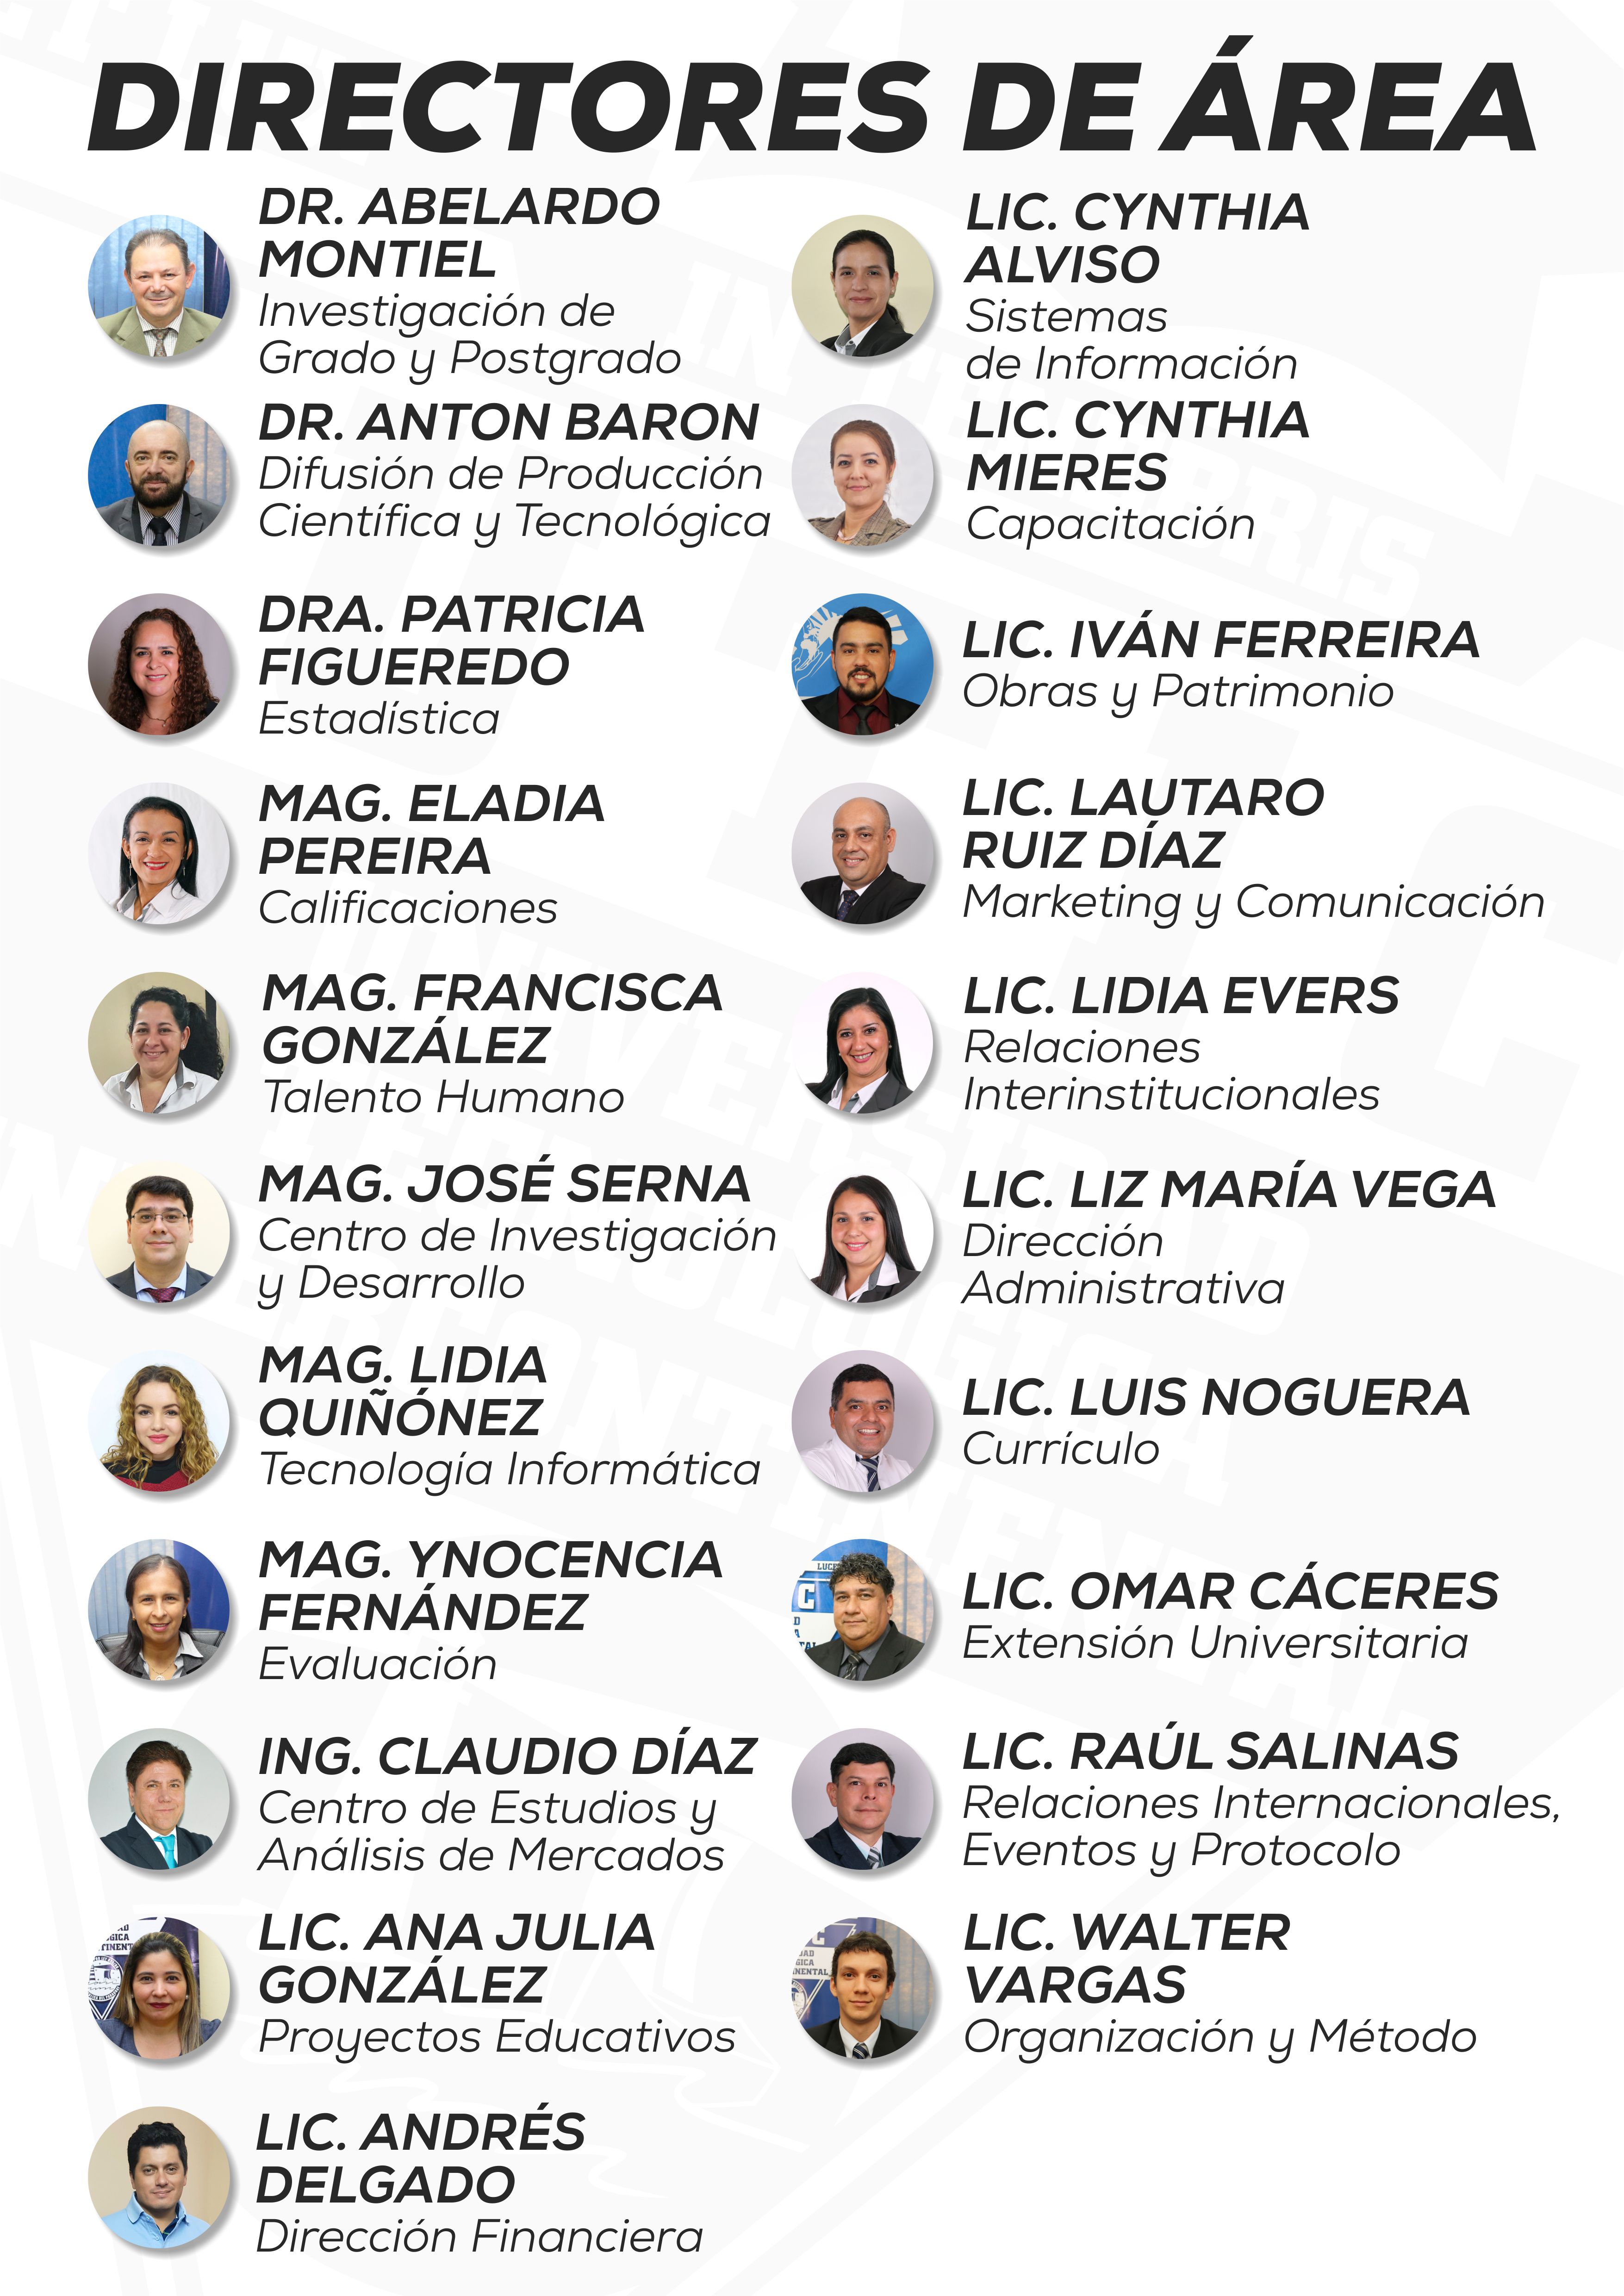 DIRECTORES DE ÁREA
DR. ABELARDO
MONTIEL
Investigación de
Grado y Postgrado
DR. ANTON BARON
Difusión de Producción
Científica y Tecnológica
DRA. PATRICIA
FIGUEREDO
Estadística
MAG. ELADIA
PEREIRA
Calificaciones
MAG. FRANCISCA
GONZÁLEZ
Talento Humano
MAG. JOSÉ SERNA
Centro de Investigación
y Desarrollo
MAG. LIDIA
QUIÑÓNEZ
Tecnología Informática
MAG. YNOCENCIA
FERNÁNDEZ
Evaluación
ING. CLAUDIO DÍAZ
Centro de Estudios y
Análisis de Mercados
LIC. ANA JULIA
GONZÁLEZ
Proyectos Educativos
LIC. ANDRÉS
DELGADO
Dirección Financiera
LIC. CYNTHIA
ALVISO
Sistemas
de Información
LIC. CYNTHIA
MIERES
Capacitación
LIC. IVÁN FERREIRA
Obras y Patrimonio
LIC. LAUTARO
RUIZ DÍAZ
Marketing y Comunicación
LIC. LIDIA EVERS
Relaciones
Interinstitucionales
LIC. LIZ MARÍA VEGA
Dirección
Administrativa
LIC. LUIS NOGUERA
Currículo
LIC. OMAR CÁCERES
Extensión Universitaria
LIC. RAÚL SALINAS
Relaciones Internacionales,
Eventos y Protocolo
LIC. WALTER
VARGAS
Organización y Método
UNIVERSIDAD
TECNOLÓGICA
INTERCONTINENTAL